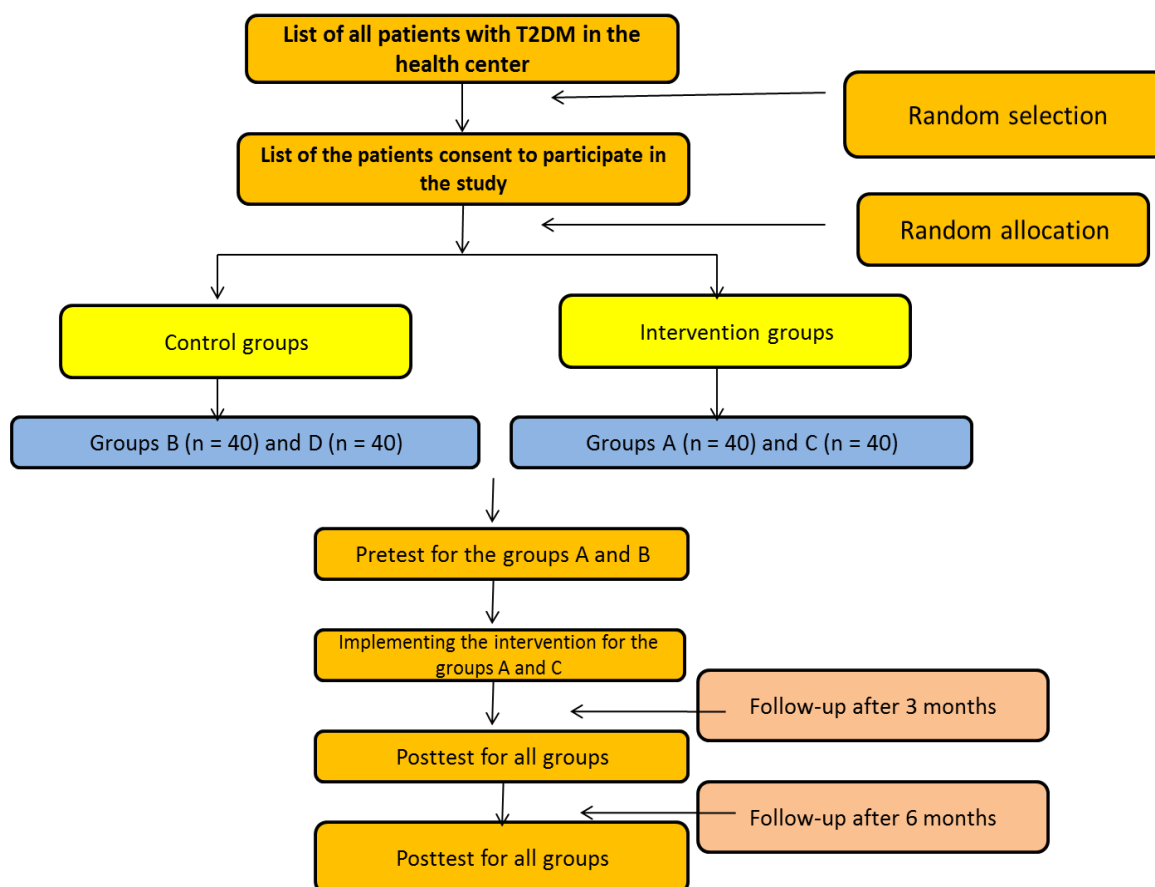 List of all patients with T2DM in the
health center
Random selection
List of the patients consent to participate in
the study
Random allocation
Control groups
Intervention groups
Groups B (n = 40) and D (n = 40)
Groups A (n = 40) and C (n = 40)
Pretest for the groups A and B
Implementing the intervention for the
groups A and C
Follow-up after 3 months
Posttest for all groups
Follow-up after 6 months
Posttest for all groups